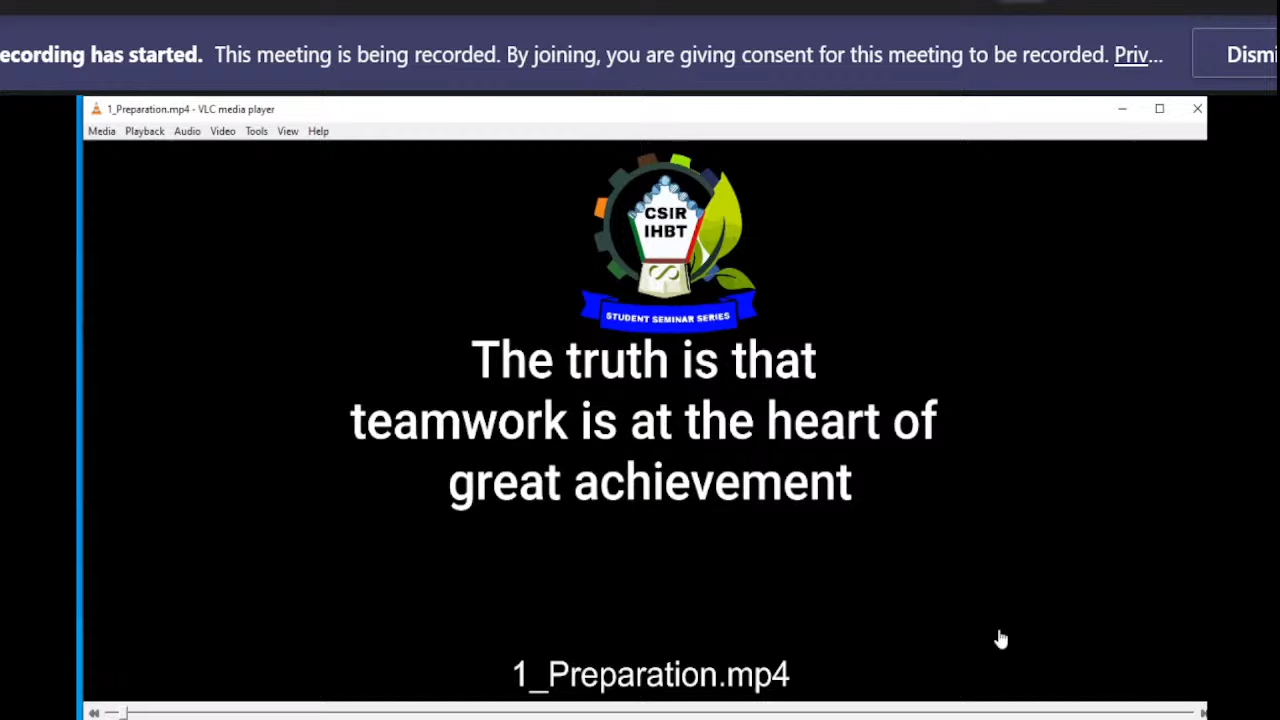 ecording has started. This meeting is being recorded. By joining, you are giving consent for this meeting to be recorded. Priv... Dismi
1_Preparation.mp4 - VLC media player
Media Playback Audio Video Tools View Help
CSIR
IHBT
STUDENT SEMINAR SERIES
The truth is that
teamwork is at the heart of
great achievement
1_Preparation.mp4